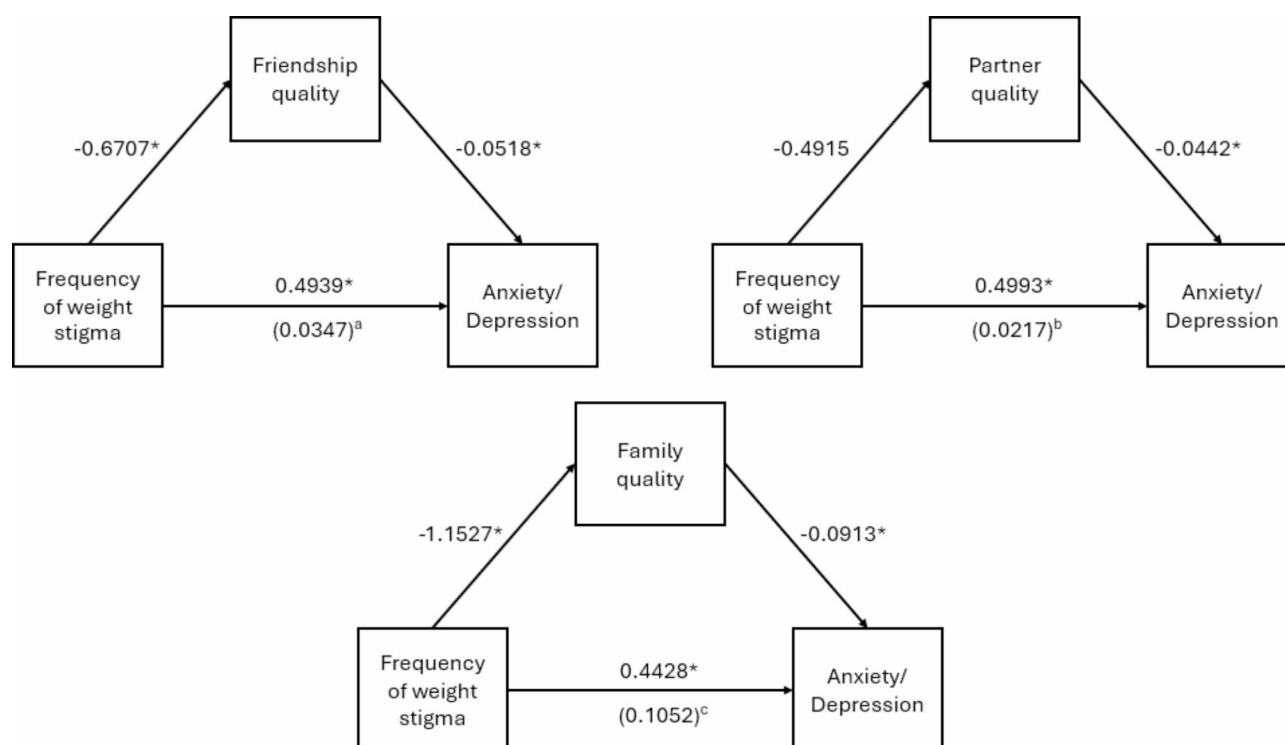 Friendship
quality
-0.6707*
-0.0518*
Frequency
of weight
stigma
0.4939*
(0.0347)ᵃ
Anxiety/
Depression
Partner
quality
-0.4915
-0.0442*
Frequency
of weight
stigma
0.4993*
(0.0217)ᵇ
Anxiety/
Depression
Family
quality
-1.1527*
-0.0913*
Frequency
of weight
stigma
0.4428*
(0.1052)ᶜ
Anxiety/
Depression